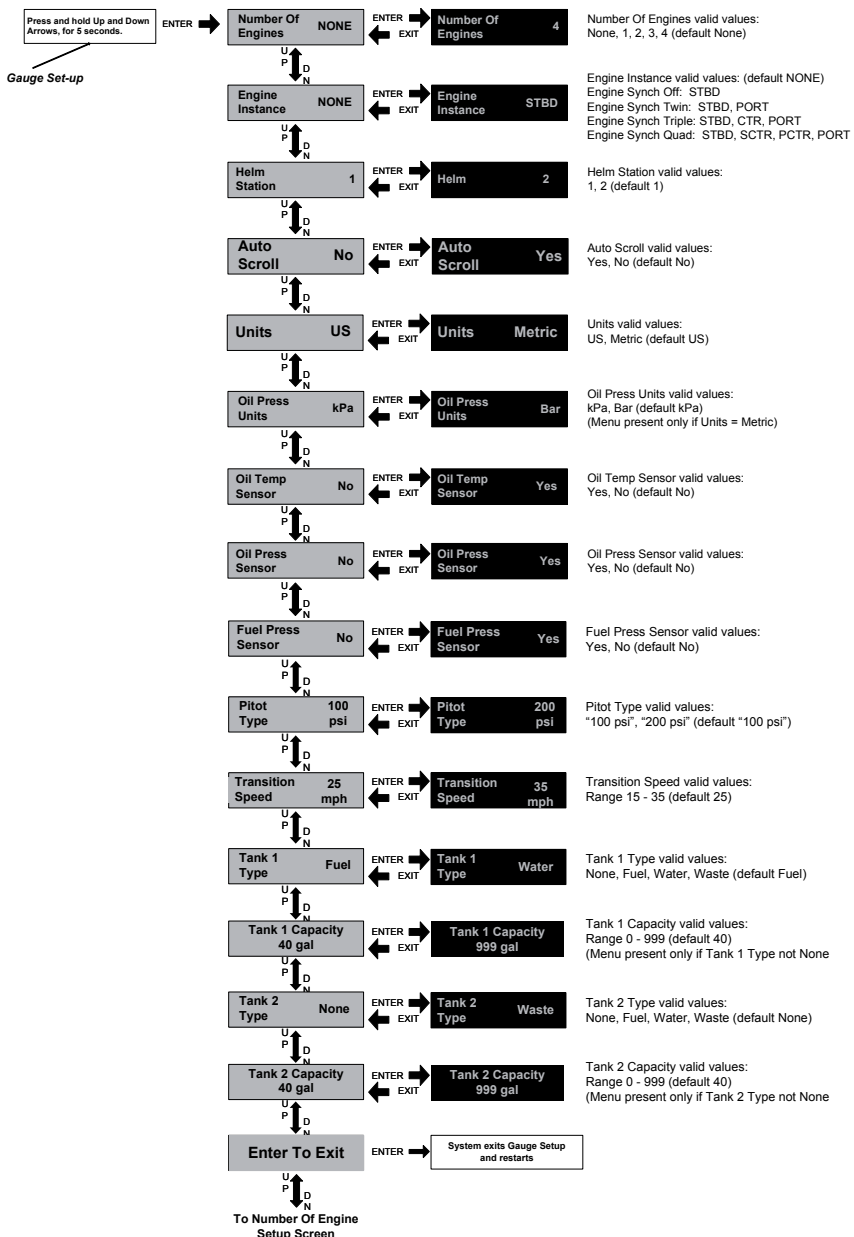 Press and hold Up and Down
Arrows, for 5 seconds.
ENTER
Gauge Set-up
Number Of
Engines NONE
ENTER
EXIT
Number Of
Engines 4
Number Of Engines valid values:
None, 1, 2, 3, 4 (default None)
U
P
D
N
Engine
Instance NONE
ENTER
EXIT
Engine
Instance STBD
Engine Instance valid values: (default NONE)
Engine Synch Off: STBD
Engine Synch Twin: STBD, PORT
Engine Synch Triple: STBD, CTR, PORT
Engine Synch Quad: STBD, SCTR, PCTR, PORT
U
P
D
N
Helm
Station 1
ENTER
EXIT
Helm 2
Helm Station valid values:
1, 2 (default 1)
U
P
D
N
Auto
Scroll No
ENTER
EXIT
Auto
Scroll Yes
Auto Scroll valid values:
Yes, No (default No)
U
P
D
N
Units US
ENTER
EXIT
Units Metric
Units valid values:
US, Metric (default US)
U
P
D
N
Oil Press
Units kPa
ENTER
EXIT
Oil Press
Units Bar
Oil Press Units valid values:
kPa, Bar (default kPa)
(Menu present only if Units = Metric)
U
P
D
N
Oil Temp
Sensor No
ENTER
EXIT
Oil Temp
Sensor Yes
Oil Temp Sensor valid values:
Yes, No (default No)
U
P
D
N
Oil Press
Sensor No
ENTER
EXIT
Oil Press
Sensor Yes
Oil Press Sensor valid values:
Yes, No (default No)
U
P
D
N
Fuel Press
Sensor No
ENTER
EXIT
Fuel Press
Sensor Yes
Fuel Press Sensor valid values:
Yes, No (default No)
U
P
D
N
Pitot 100
Type psi
ENTER
EXIT
Pitot 200
Type psi
Pitot Type valid values:
“100 psi”, “200 psi” (default “100 psi”)
U
P
D
N
Transition 25
Speed mph
ENTER
EXIT
Transition 35
Speed mph
Transition Speed valid values:
Range 15 - 35 (default 25)
U
P
D
N
Tank 1
Type Fuel
ENTER
EXIT
Tank 1
Type Water
Tank 1 Type valid values:
None, Fuel, Water, Waste (default Fuel)
U
P
D
N
Tank 1 Capacity
40 gal
ENTER
EXIT
Tank 1 Capacity
999 gal
Tank 1 Capacity valid values:
Range 0 - 999 (default 40)
(Menu present only if Tank 1 Type not None
U
P
D
N
Tank 2
Type None
ENTER
EXIT
Tank 2
Type Waste
Tank 2 Type valid values:
None, Fuel, Water, Waste (default None)
U
P
D
N
Tank 2 Capacity
40 gal
ENTER
EXIT
Tank 2 Capacity
999 gal
Tank 2 Capacity valid values:
Range 0 - 999 (default 40)
(Menu present only if Tank 2 Type not None
U
P
D
N
Enter To Exit
ENTER
System exits Gauge Setup
and restarts
U
P
D
N
To Number Of Engine
Setup Screen